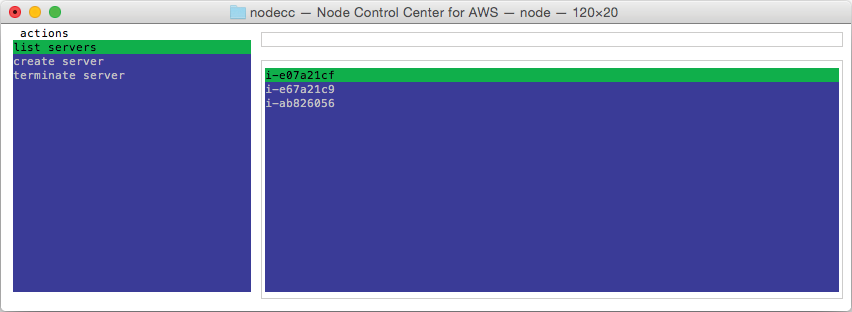 nodecc — Node Control Center for AWS — node — 120×20
actions
list servers
create server
terminate server
i-e07a21cf
i-e67a21c9
i-ab826056